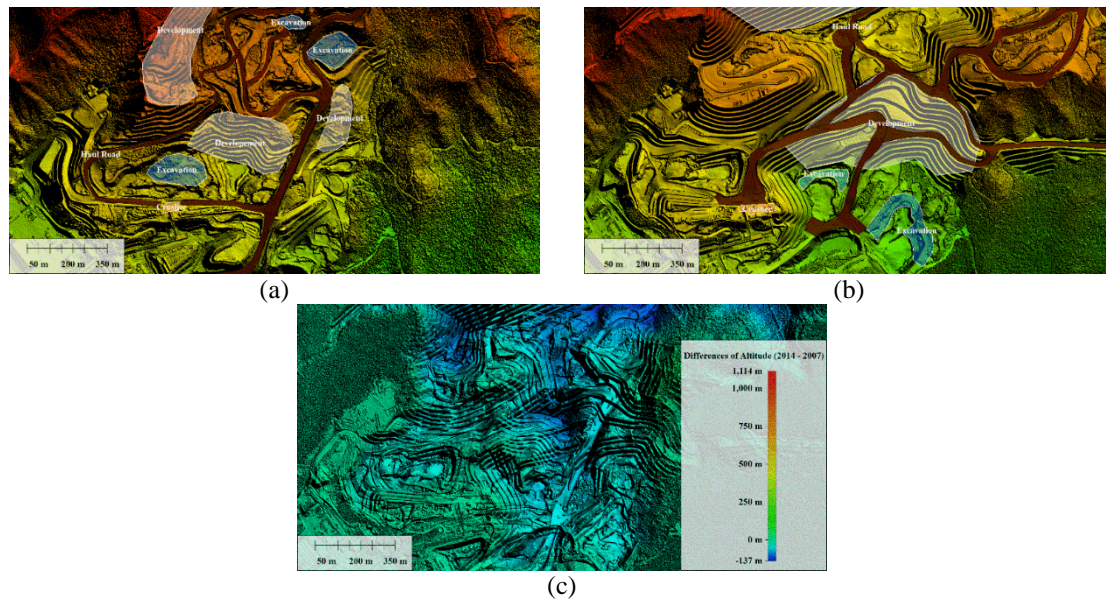 Development
Excavation
Excavation
Development
Developement
Haul Road
Excavation
Crusher
50 m 200 m 350 m
(a)
Haul Road
Development
Excavation
Crusher
Excavation
50 m 200 m 350 m
(b)
Differences of Altitude (2014 - 2007)
1,114 m
1,000 m
750 m
500 m
250 m
0 m
-137 m
50 m 200 m 350 m
(c)